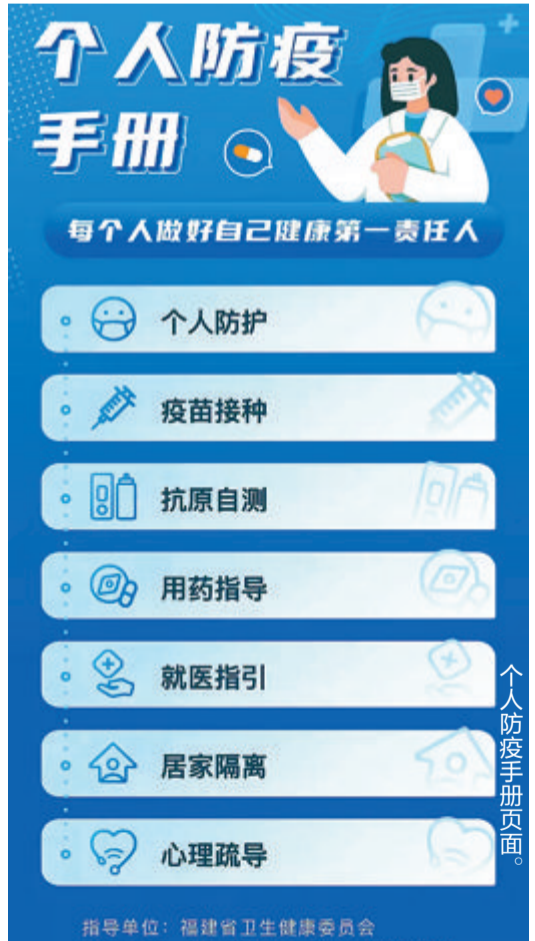 个人防疫
手册
每个人做好自己健康第一责任人
个人防护
疫苗接种
抗原自测
用药指导
就医指引
居家隔离
心理疏导
指导单位：福建省卫生健康委员会
个人防疫手册页面。